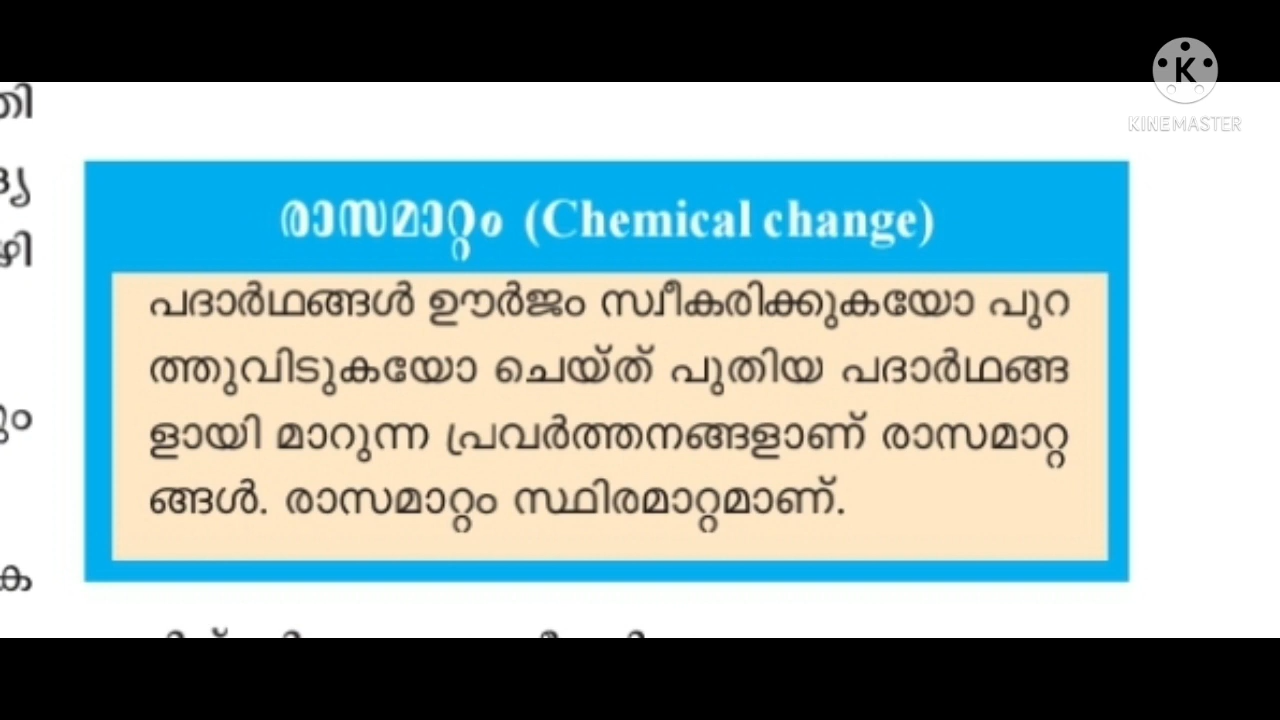 K
KINEMASTER
തി
ഴി
രാസമാറ്റം (Chemical change)
പദാർഥങ്ങൾ ഊർജം സ്വീകരിക്കുകയോ പുറ
ത്തുവിടുകയോ ചെയ്ത് പുതിയ പദാർഥങ്ങ
ളായി മാറുന്ന പ്രവർത്തനങ്ങളാണ് രാസമാറ്റ
ങ്ങൾ. രാസമാറ്റം സ്ഥിരമാറ്റമാണ്.
ക